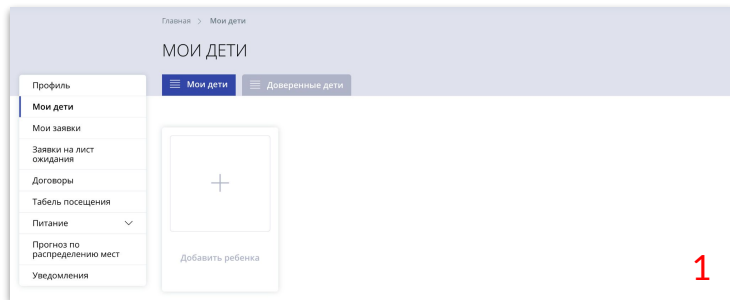 Главная > Мои дети
МОИ ДЕТИ
Мои дети
Доверенные дети
Профиль
Мои дети
Мои заявки
Заявки на лист
ожидания
Договоры
Табель посещения
Питание
Прогноз по
распределению мест
Уведомления
Добавить ребенка
1